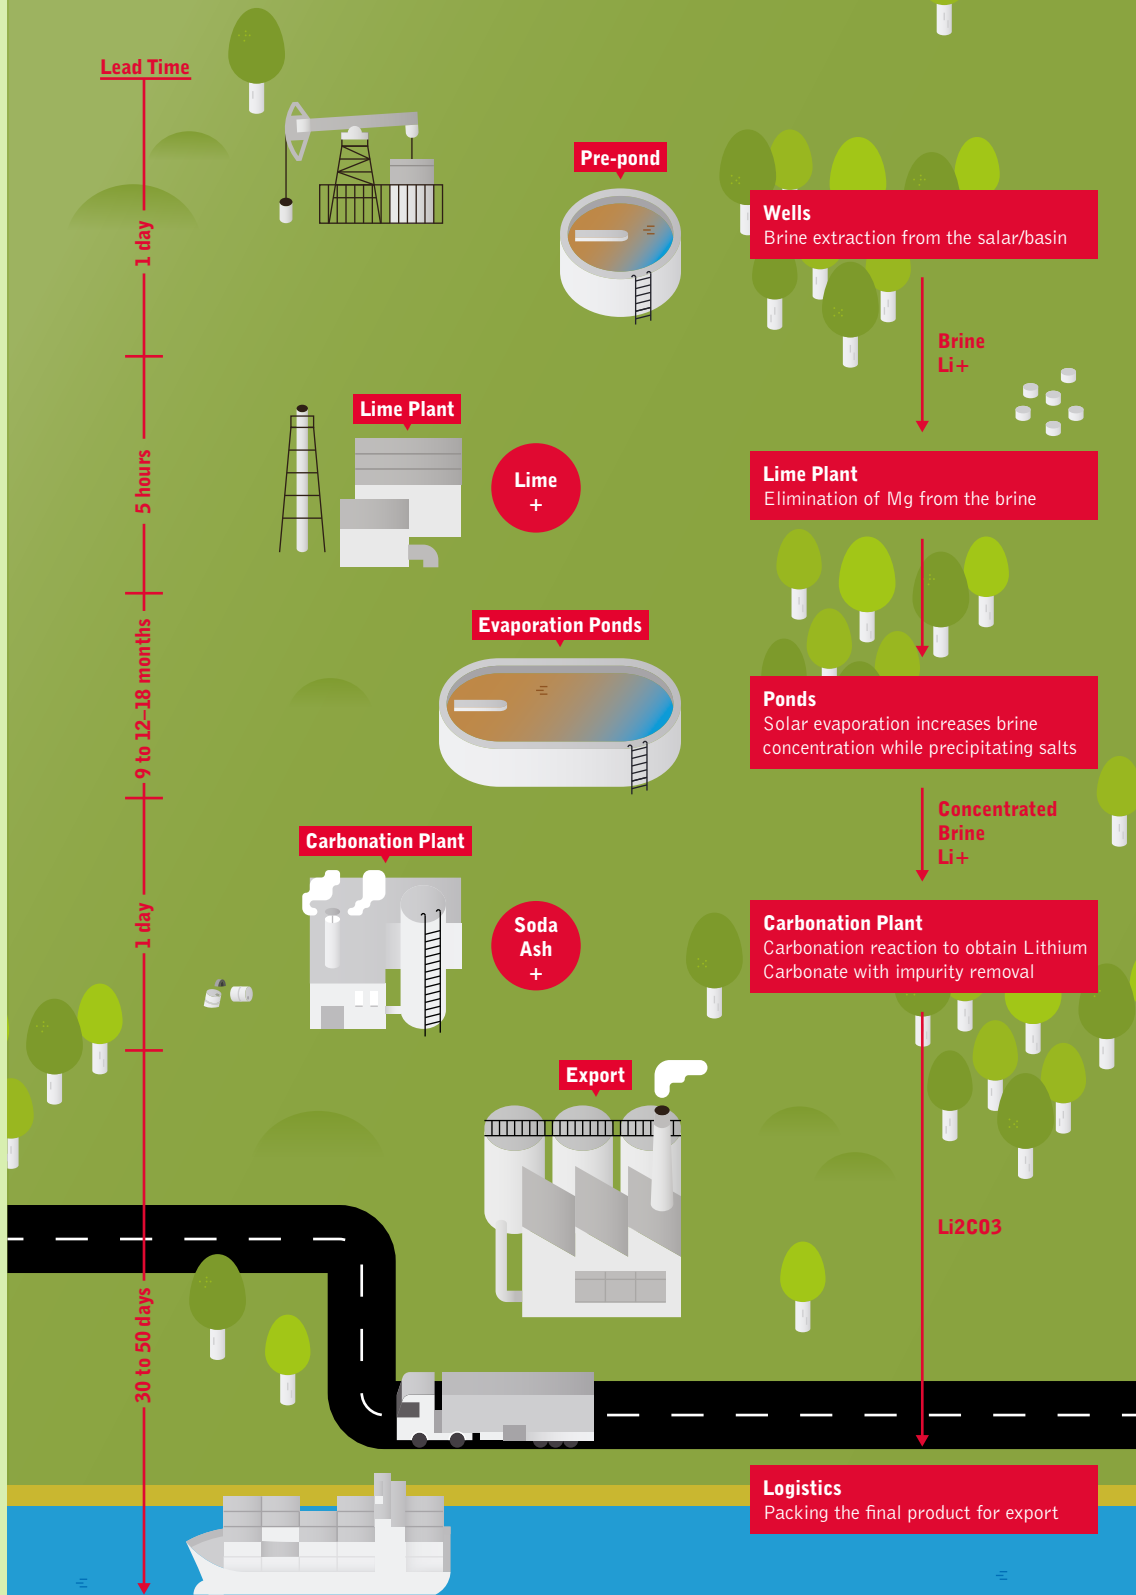 Lead Time
1 day
Pre-pond
Wells
Brine extraction from the salar/basin
Brine
Li+
5 hours
Lime Plant
Lime
+
Lime Plant
Elimination of Mg from the brine
9 to 12–18 months
Evaporation Ponds
Ponds
Solar evaporation increases brine
concentration while precipitating salts
Concentrated
Brine
Li+
1 day
Carbonation Plant
Soda
Ash
+
Carbonation Plant
Carbonation reaction to obtain Lithium
Carbonate with impurity removal
30 to 50 days
Export
Li2CO3
Logistics
Packing the final product for export